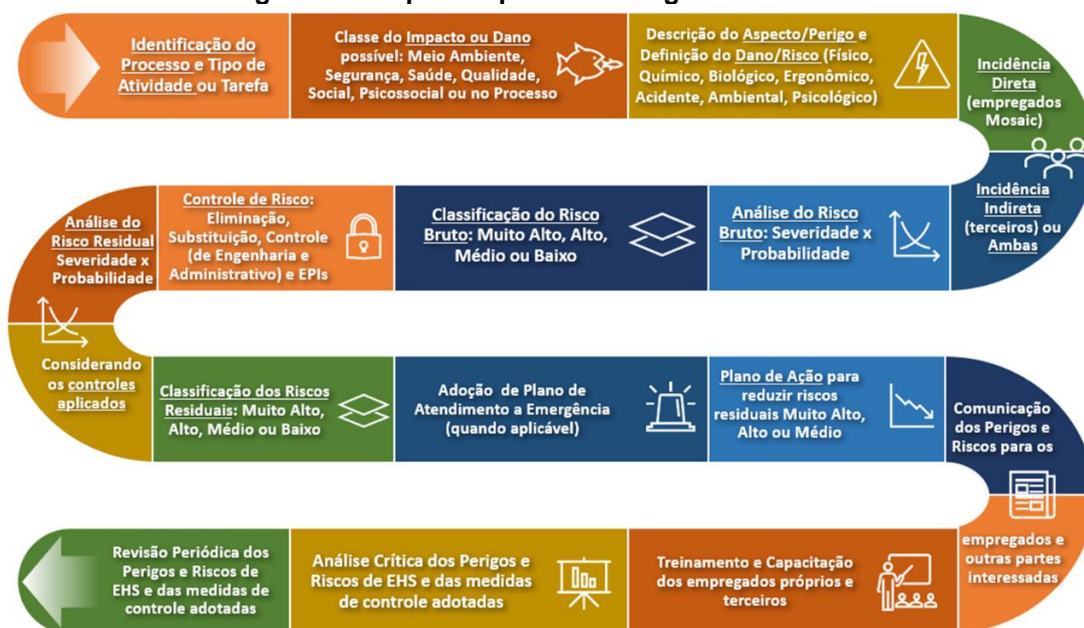 Identificação do
Processo e Tipo de
Atividade ou Tarefa
Classe do Impacto ou Dano
possível: Meio Ambiente,
Segurança, Saúde, Qualidade,
Social, Psicossocial ou no Processo
Descrição do Aspecto/Perigo e
Definição do Dano/Risco (Físico,
Químico, Biológico, Ergonômico,
Acidente, Ambiental, Psicológico)
Incidência
Direta
(empregados
Mosaic)
Incidência
Indireta
(terceiros) ou
Ambas
Análise do Risco
Bruto: Severidade x
Probabilidade
Classificação do Risco
Bruto: Muito Alto, Alto,
Médio ou Baixo
Controle de Risco:
Eliminação,
Substituição, Controle
(de Engenharia e
Administrativo) e EPIs
Análise do
Risco Residual
Severidade x
Probabilidade
Considerando
os controles
aplicados
Classificação dos Riscos
Residuais: Muito Alto,
Alto, Médio ou Baixo
Adoção de Plano de
Atendimento a Emergência
(quando aplicável)
Plano de Ação para
reduzir riscos
residuais Muito Alto,
Alto ou Médio
Comunicação
dos Perigos e
Riscos para os
empregados e
outras partes
interessadas
Treinamento e Capacitação
dos empregados próprios e
terceiros
Análise Crítica dos Perigos e
Riscos de EHS e das medidas
de controle adotadas
Revisão Periódica dos
Perigos e Riscos de
EHS e das medidas de
controle adotadas